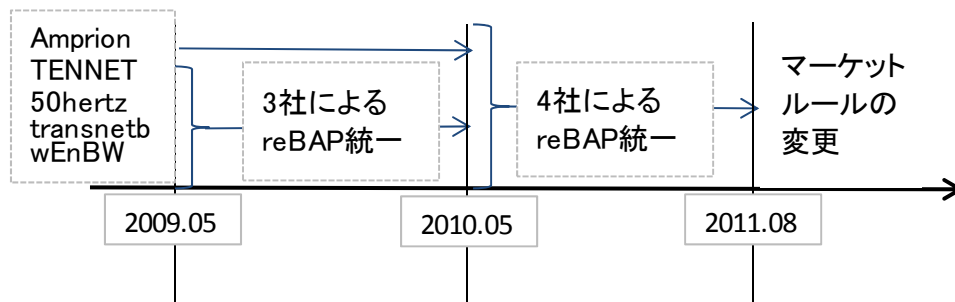 Amprion
TENNET
50hertz
transnetb
wEnBW
3社による
reBAP統一
4社による
reBAP統一
マーケット
ルールの
変更
2009.05
2010.05
2011.08